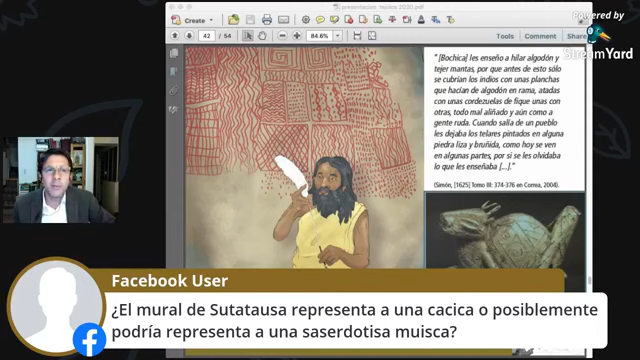 presentacion muisca 2020.pdf
Powered by
StreamYard
Create
42 / 54
84.6%
Tools
Comment
Share
"[Bochica] les enseño a hilar algodón y
tejer mantas, por que antes de esto sólo
se cubrían los indios con unas planchas
que hacían de algodón en rama, atadas
con unas cordezuelas de fique unas con
otras, todo mal aliñado y aún como a
gente ruda. Cuando salía de un pueblo
les dejaba los telares pintados en alguna
piedra liza y bruñida, como hoy se ven
en algunas partes, por si se les olvidaba
lo que les enseñaba [...]."
(Simón, [1625] Tomo III: 374-376 en Correa, 2004).
Facebook User
¿El mural de Sutatausa representa a una cacica o posiblemente
podría representa a una saserdotisa muisca?